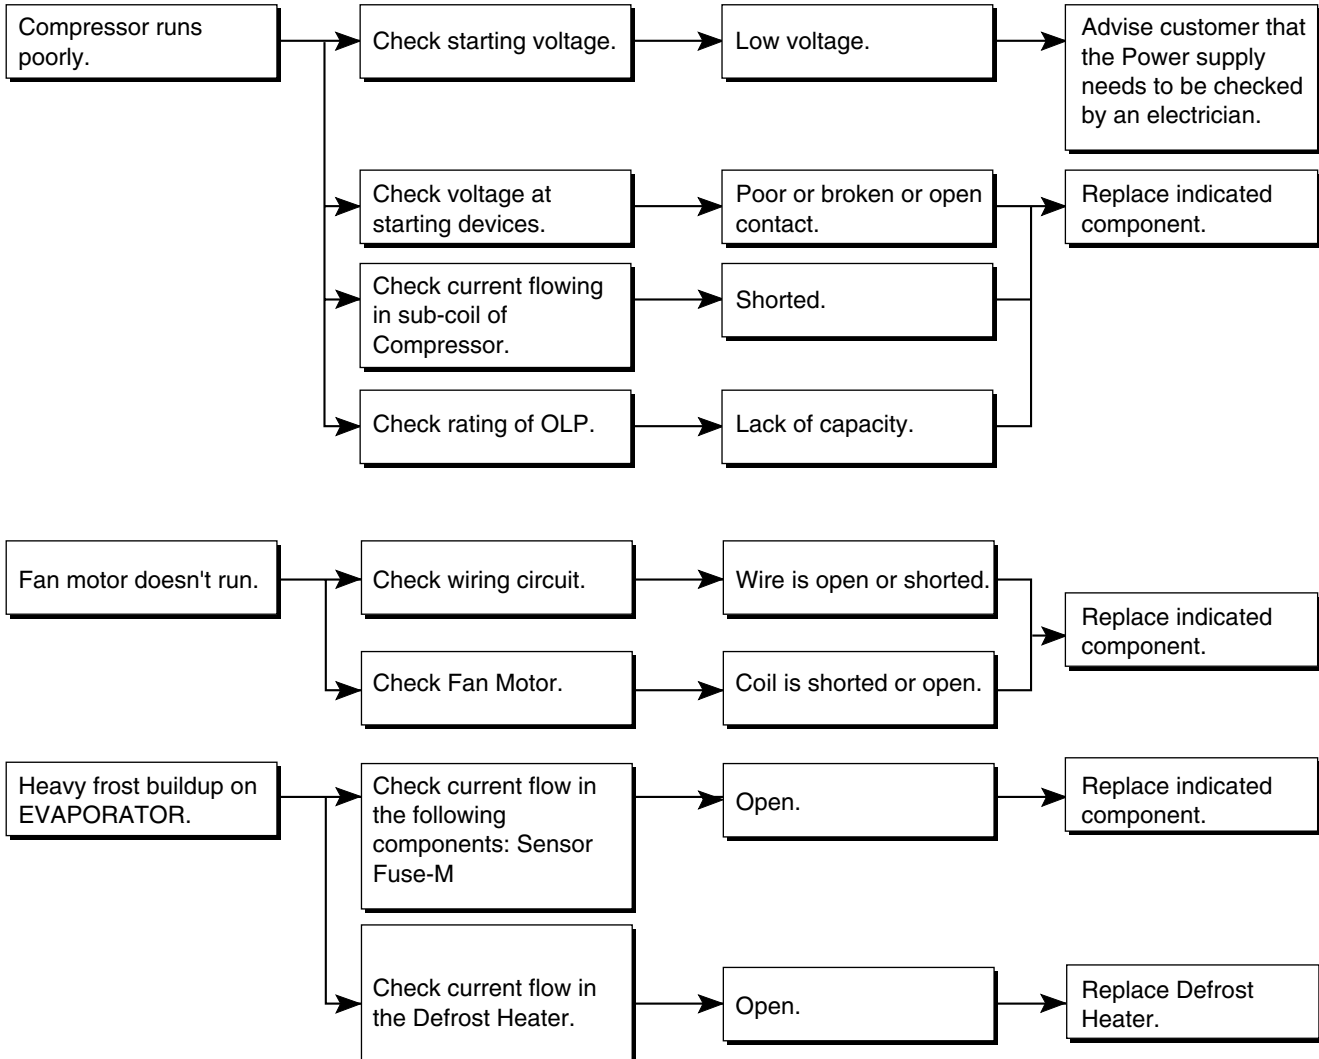 Compressor runs
poorly.
Check starting voltage.
Low voltage.
Advise customer that
the Power supply
needs to be checked
by an electrician.
Check voltage at
starting devices.
Poor or broken or open
contact.
Replace indicated
component.
Check current flowing
in sub-coil of
Compressor.
Shorted.
Check rating of OLP.
Lack of capacity.
Fan motor doesn't run.
Check wiring circuit.
Wire is open or shorted.
Replace indicated
component.
Check Fan Motor.
Coil is shorted or open.
Heavy frost buildup on
EVAPORATOR.
Check current flow in
the following
components: Sensor
Fuse-M
Open.
Replace indicated
component.
Check current flow in
the Defrost Heater.
Open.
Replace Defrost
Heater.